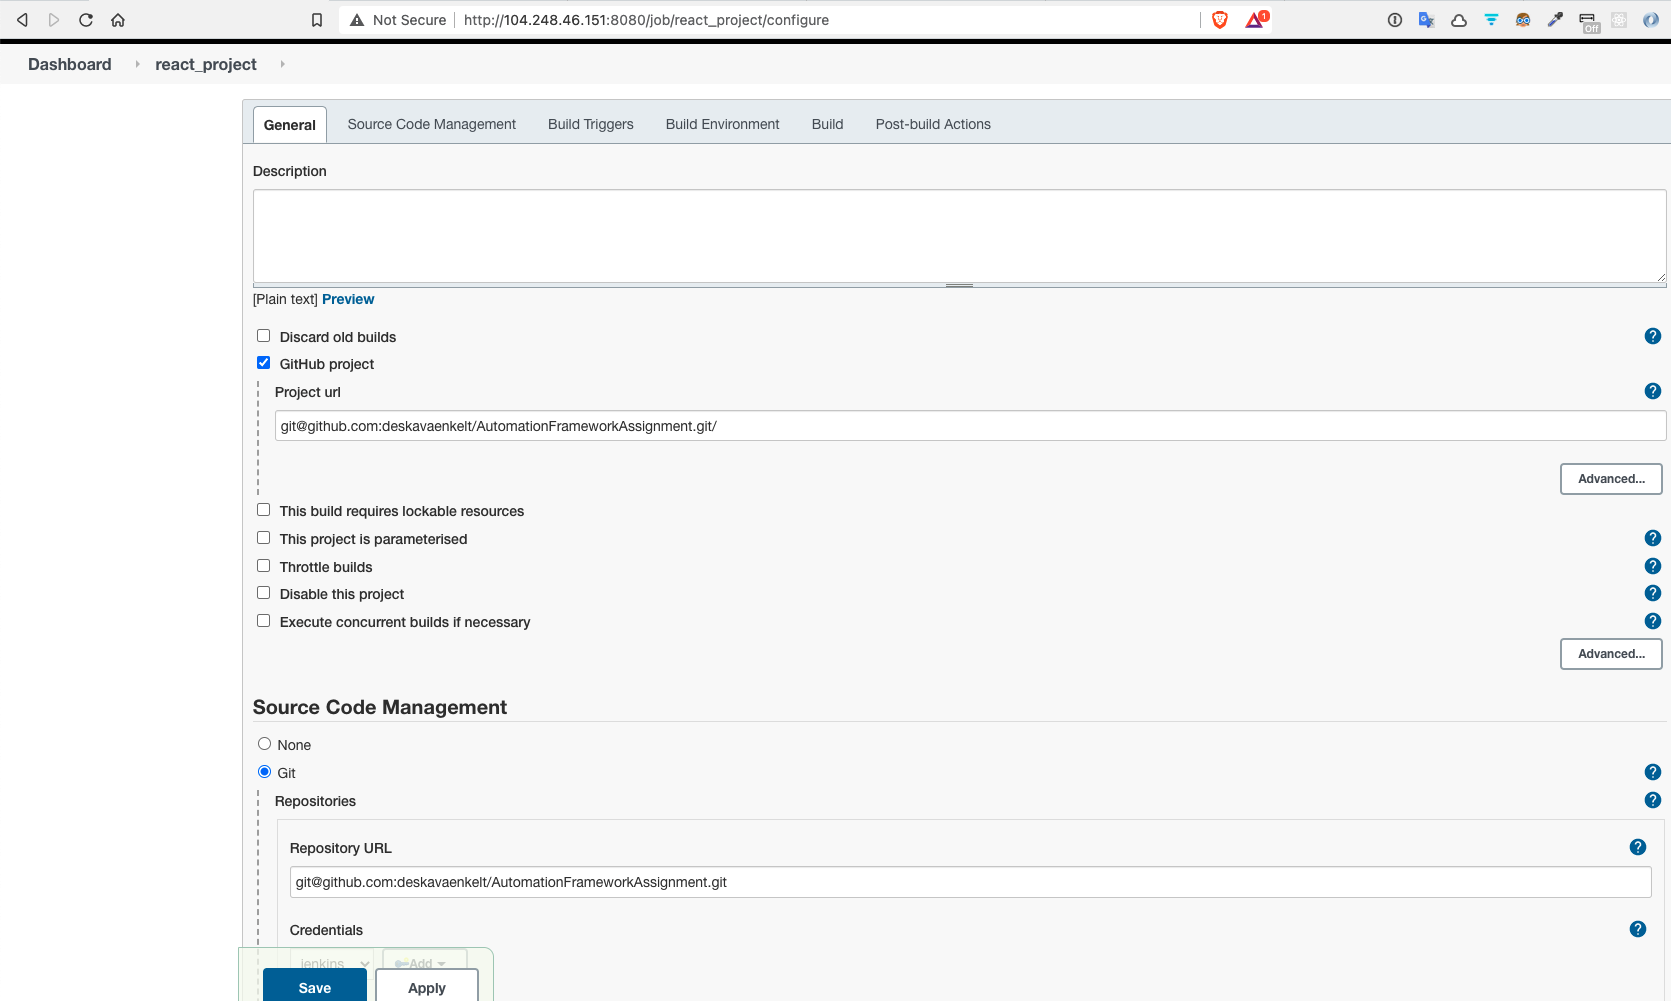 Not Secure http://104.248.46.151:8080/job/react_project/configure
1
Off
Dashboard react_project
General Source Code Management Build Triggers Build Environment Build Post-build Actions
Description
[Plain text] Preview
Discard old builds
GitHub project
Project url
git@github.com:deskavaenkelt/AutomationFrameworkAssignment.git/
Advanced...
This build requires lockable resources
This project is parameterised
Throttle builds
Disable this project
Execute concurrent builds if necessary
Advanced...
Source Code Management
None
Git
Repositories
Repository URL
git@github.com:deskavaenkelt/AutomationFrameworkAssignment.git
Credentials
jenkins Add
Save Apply